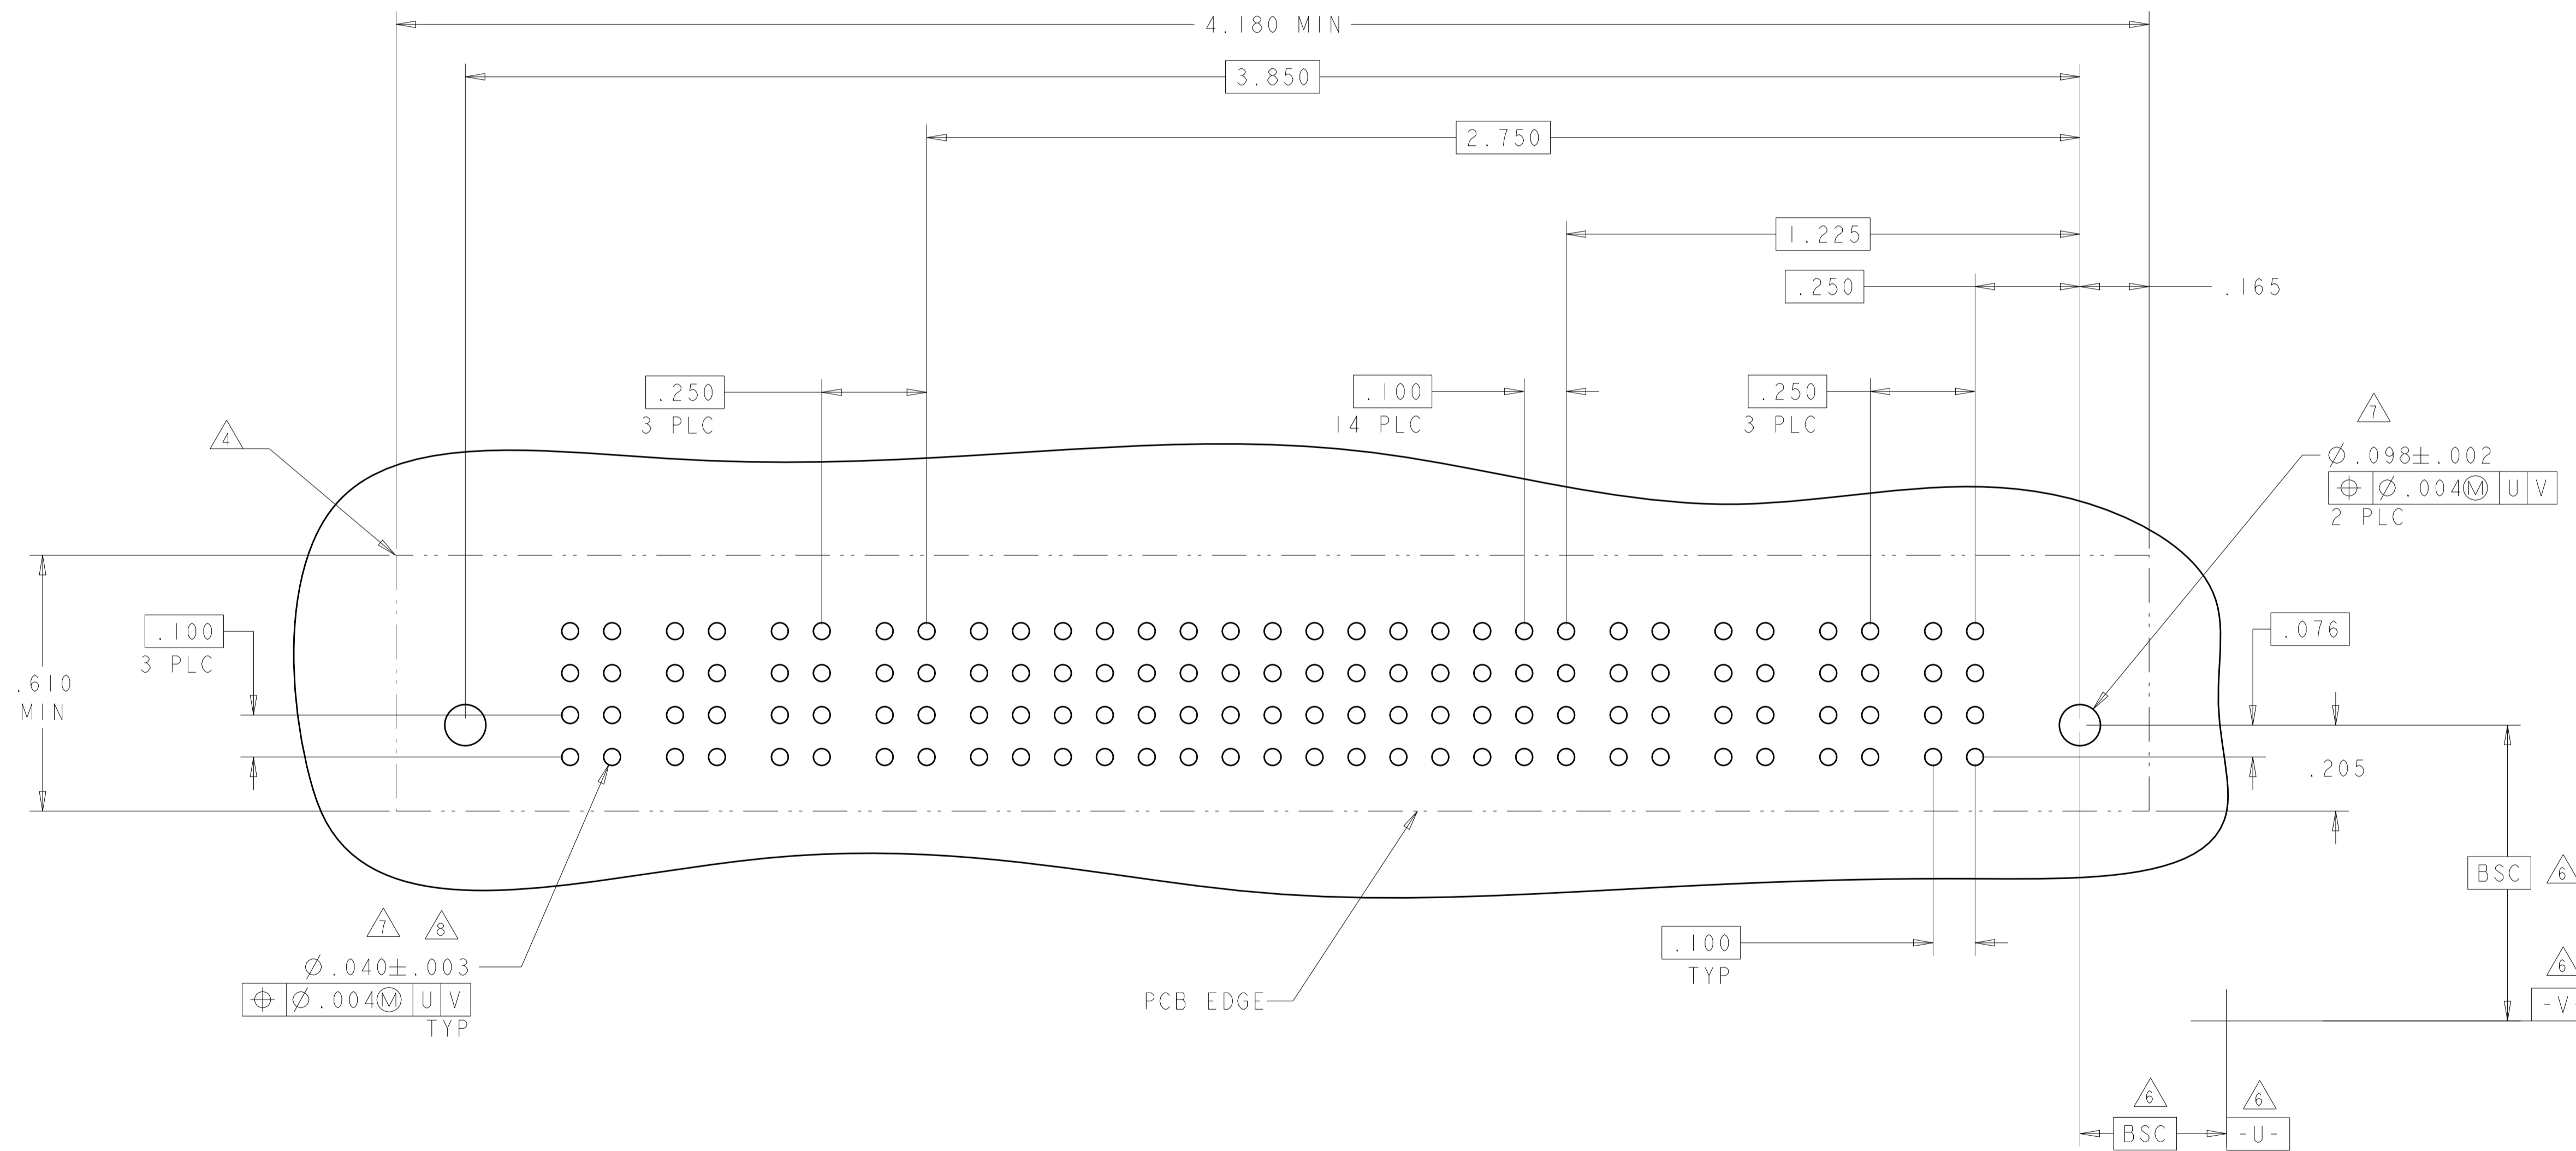 4.180 MIN
3.850
2.750
1.225
.250
.165
.250
3 PLC
.100
14 PLC
.250
3 PLC
7
4
Ø.098±.002
⌖ Ø.004Ⓜ U V
2 PLC
.100
3 PLC
.076
.610
MIN
.205
BSC
6
7
8
Ø.040±.003
⌖ Ø.004Ⓜ U V
TYP
.100
TYP
PCB EDGE
6
-V-
6
6
BSC
-U-